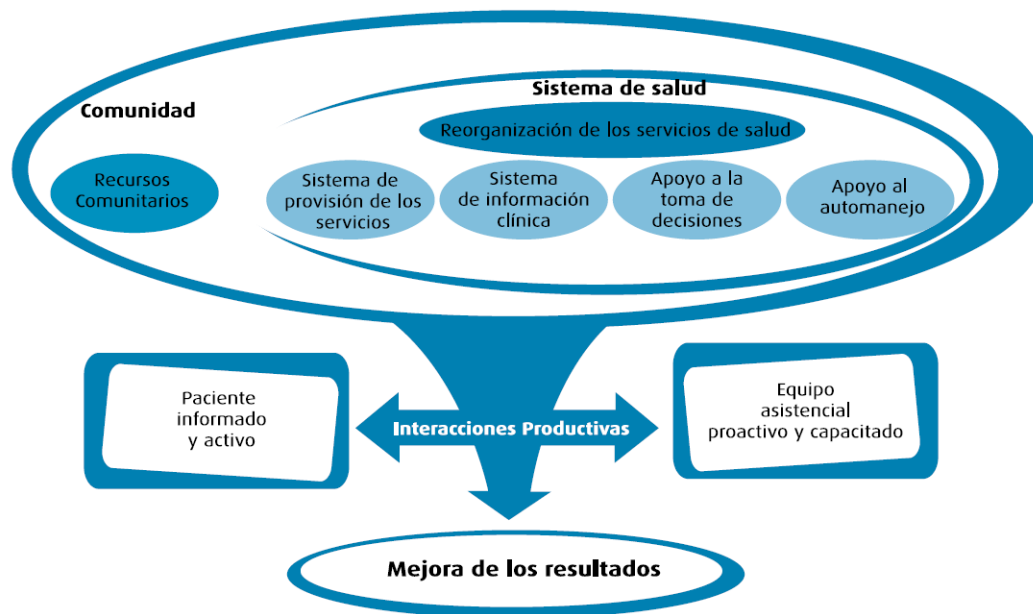 Comunidad
Sistema de salud
Reorganización de los servicios de salud
Recursos
Comunitarios
Sistema de
provisión de los
servicios
Sistema
de información
clínica
Apoyo a la
toma de
decisiones
Apoyo al
automanejo
Paciente
informado
y activo
Interacciones Productivas
Equipo
asistencial
proactivo y capacitado
Mejora de los resultados